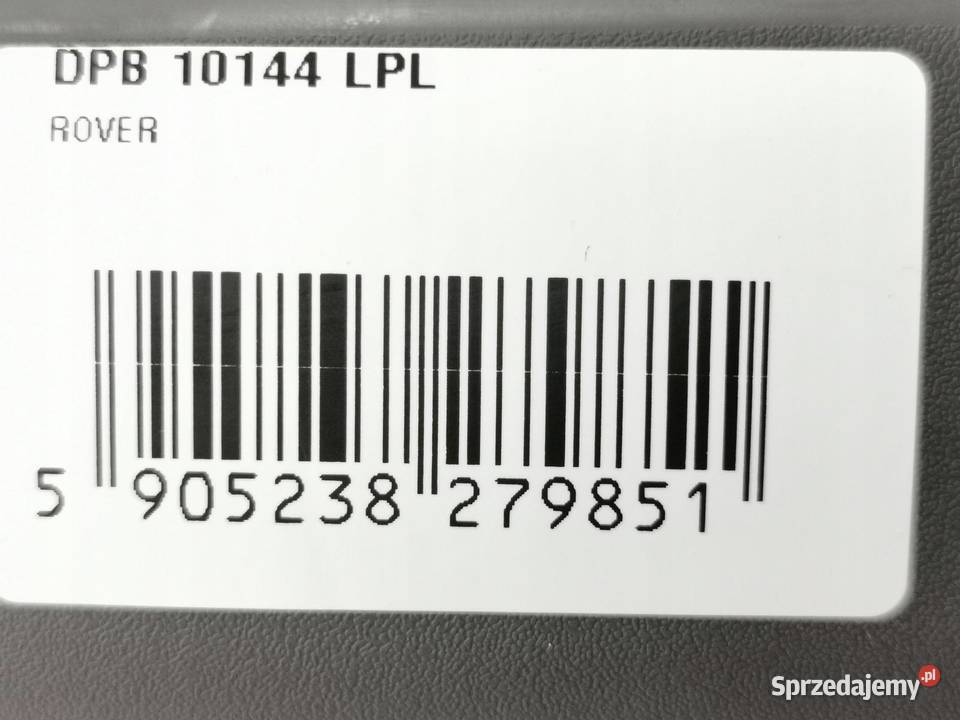 DPB 10144 LPL
ROVER
5 905238 279851
Sprzedajemy.pl